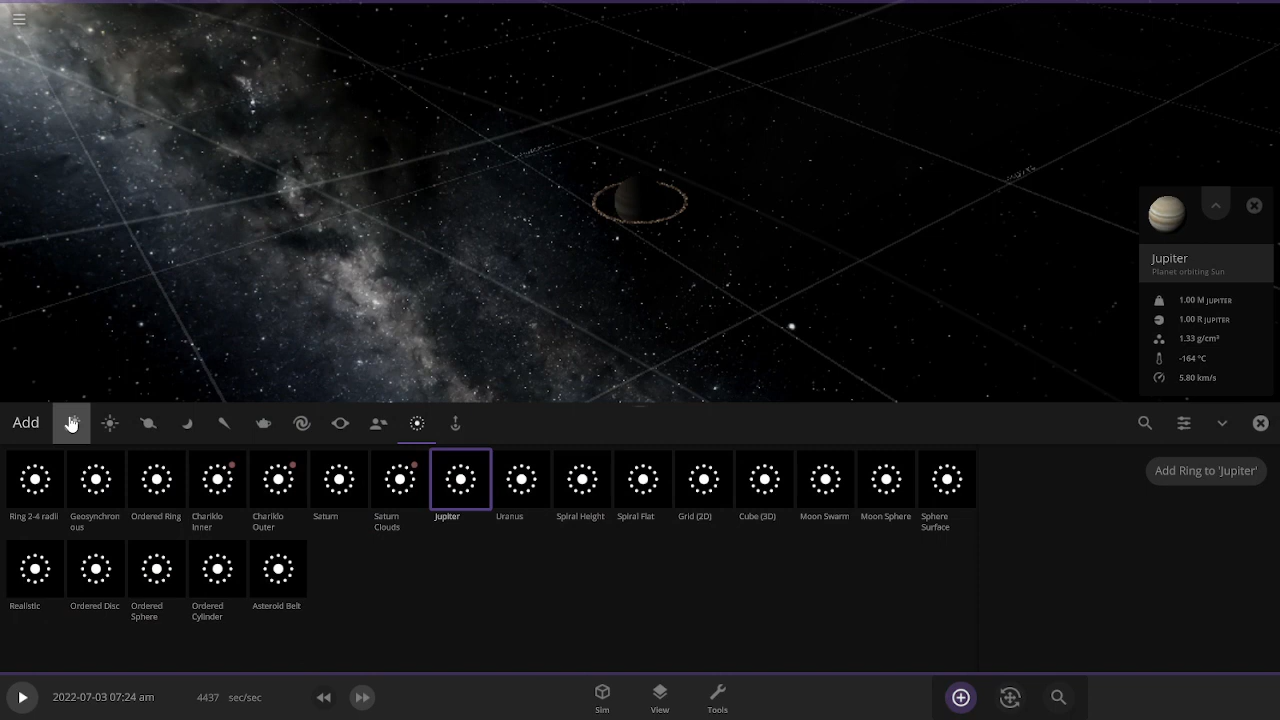 Jupiter
Planet orbiting Sun
1.00 M JUPITER
1.00 R JUPITER
1.33 g/cm³
-164 °C
5.80 km/s
Add
Add Ring to 'Jupiter'
Ring 2-4 radii
Geosynchron
ous
Ordered Ring
Chariklo
Inner
Chariklo
Outer
Saturn
Saturn
Clouds
Jupiter
Uranus
Spiral Height
Spiral Flat
Grid (2D)
Cube (3D)
Moon Swarm
Moon Sphere
Sphere
Surface
Realistic
Ordered Disc
Ordered
Sphere
Ordered
Cylinder
Asteroid Belt
2022-07-03 07:24 am
4437 sec/sec
Sim
View
Tools